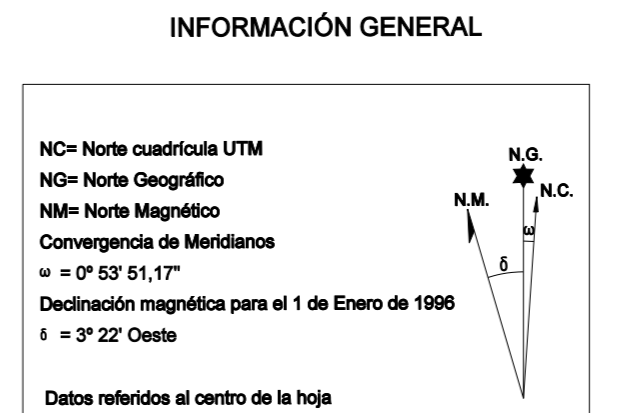 INFORMACIÓN GENERAL
NC= Norte cuadrícula UTM
NG= Norte Geográfico
NM= Norte Magnético
Convergencia de Meridianos
ω = 0º 53' 51,17"
Declinación magnética para el 1 de Enero de 1996
δ = 3º 22' Oeste
Datos referidos al centro de la hoja
N.G.
N.M.
N.C.
ω
δ